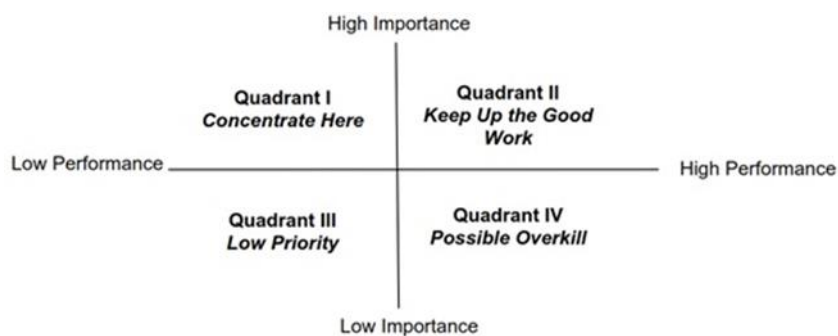 High Importance
Quadrant I
Concentrate Here
Quadrant II
Keep Up the Good
Work
Low Performance
High Performance
Quadrant III
Low Priority
Quadrant IV
Possible Overkill
Low Importance